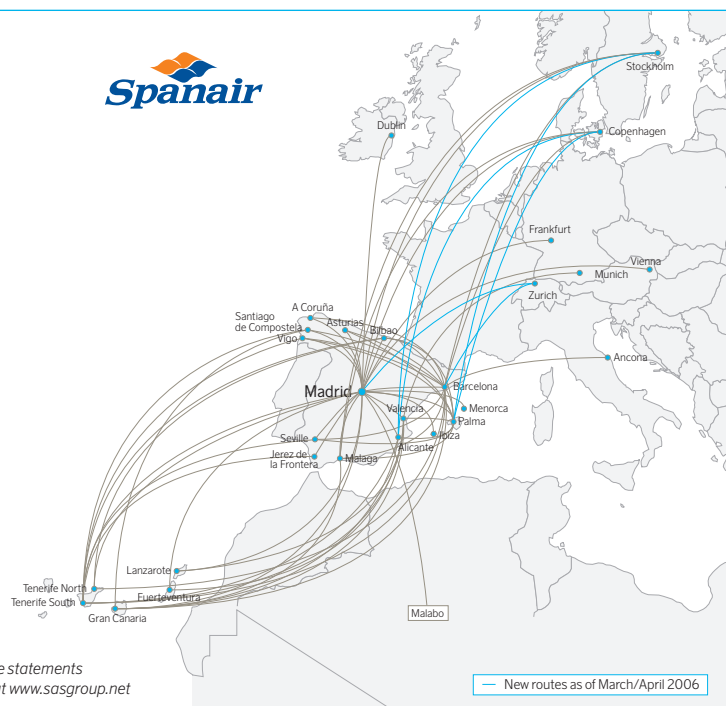 Spanair
Stockholm
Dublin
Copenhagen
Frankfurt
Vienna
Munich
Zurich
A Coruña
Santiago
de Compostela
Asturias
Bilbao
Vigo
Ancona
Madrid
Barcelona
Valencia
Menorca
Palma
Seville
Ibiza
Alicante
Jerez de
la Frontera
Malaga
Lanzarote
Tenerife North
Fuerteventura
Tenerife South
Gran Canaria
Malabo
e statements
at www.sasgroup.net
New routes as of March/April 2006